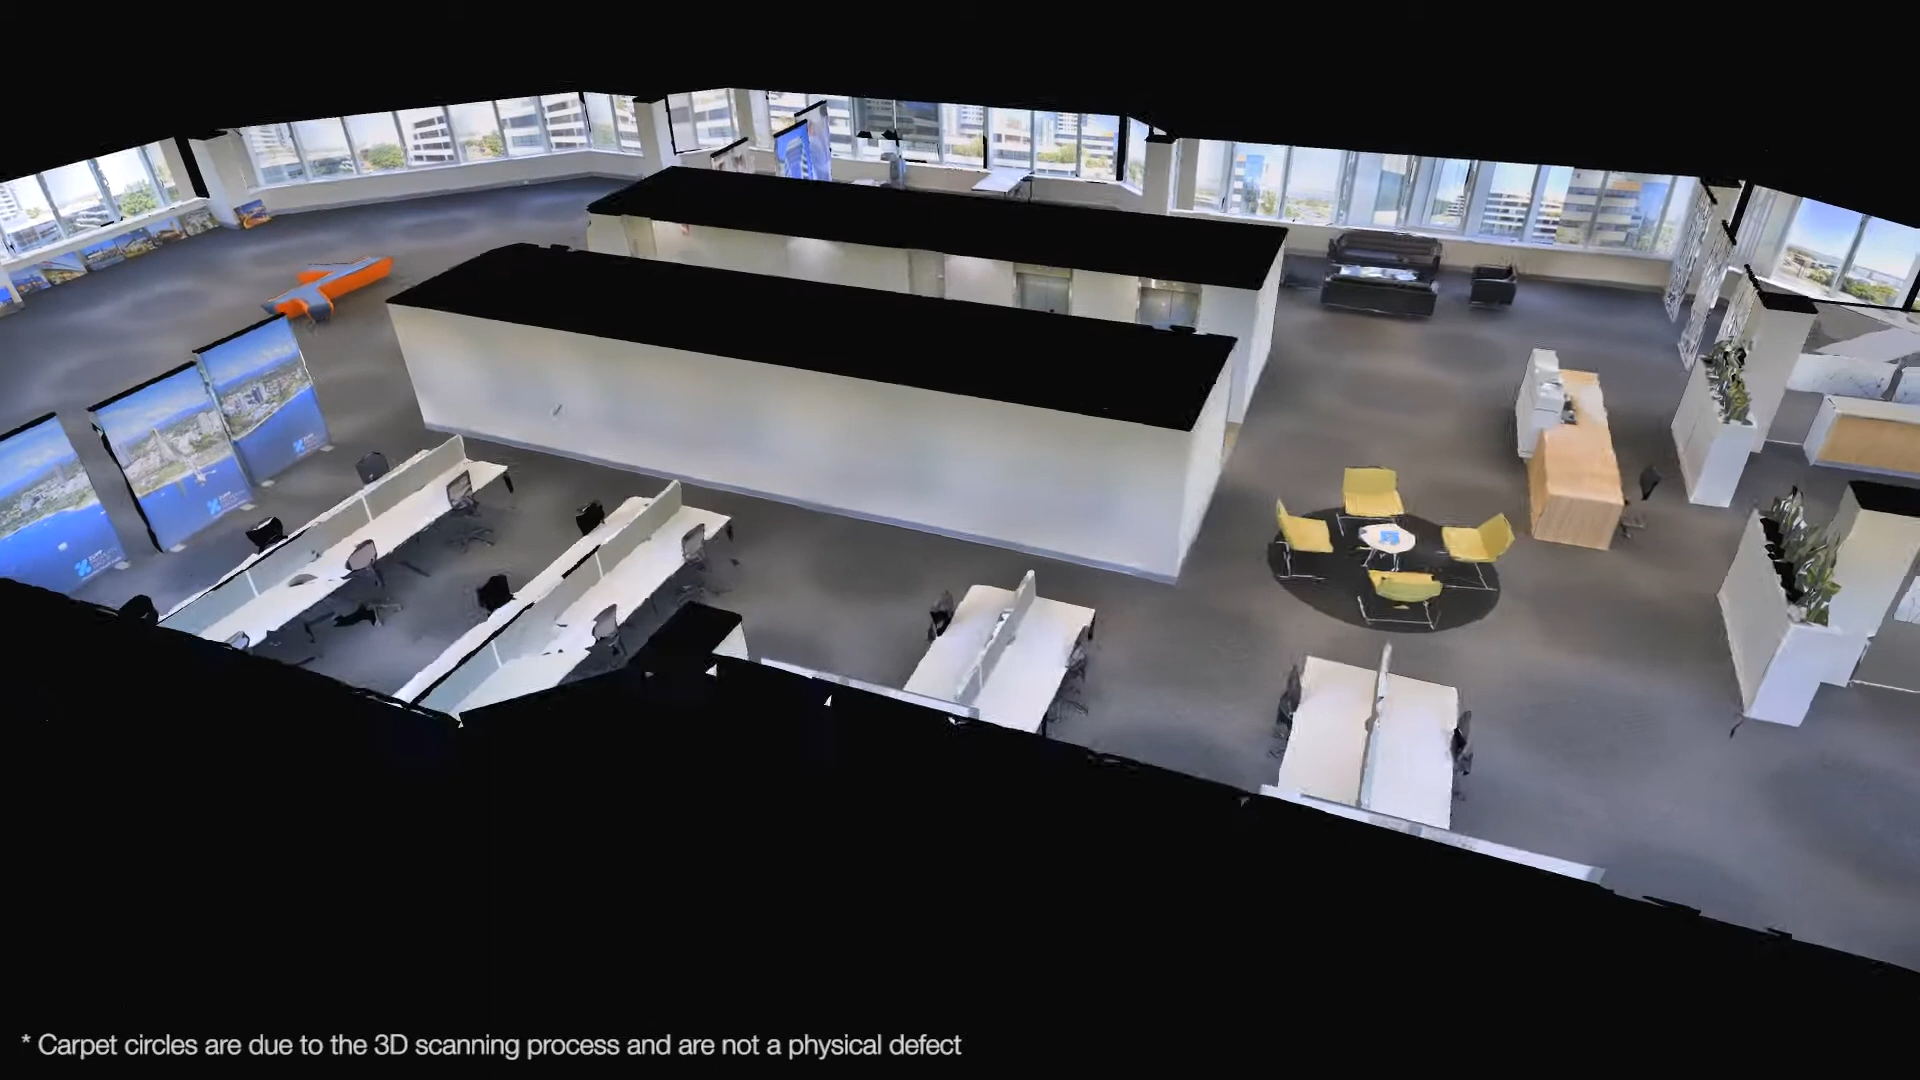 * Carpet circles are due to the 3D scanning process and are not a physical defect